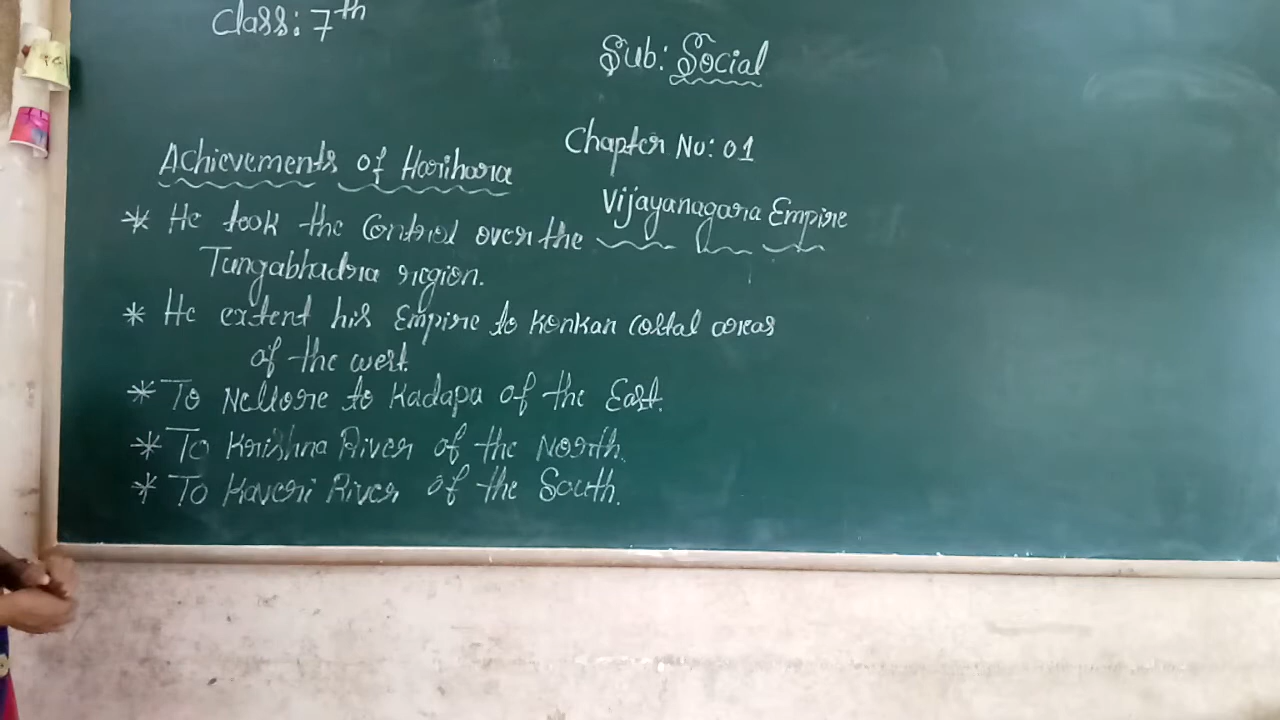 Class: 7th
Sub: Social
Chapter No: 01
Vijayanagara Empire
Achievements of Harihara
* He took the Control over the
Tungabhadra region.
* He extent his Empire to Konkan Costal areas
of the west.
* To Nellore to Kadapa of the East.
* To Krishna River of the North.
* To Kaveri River of the South.